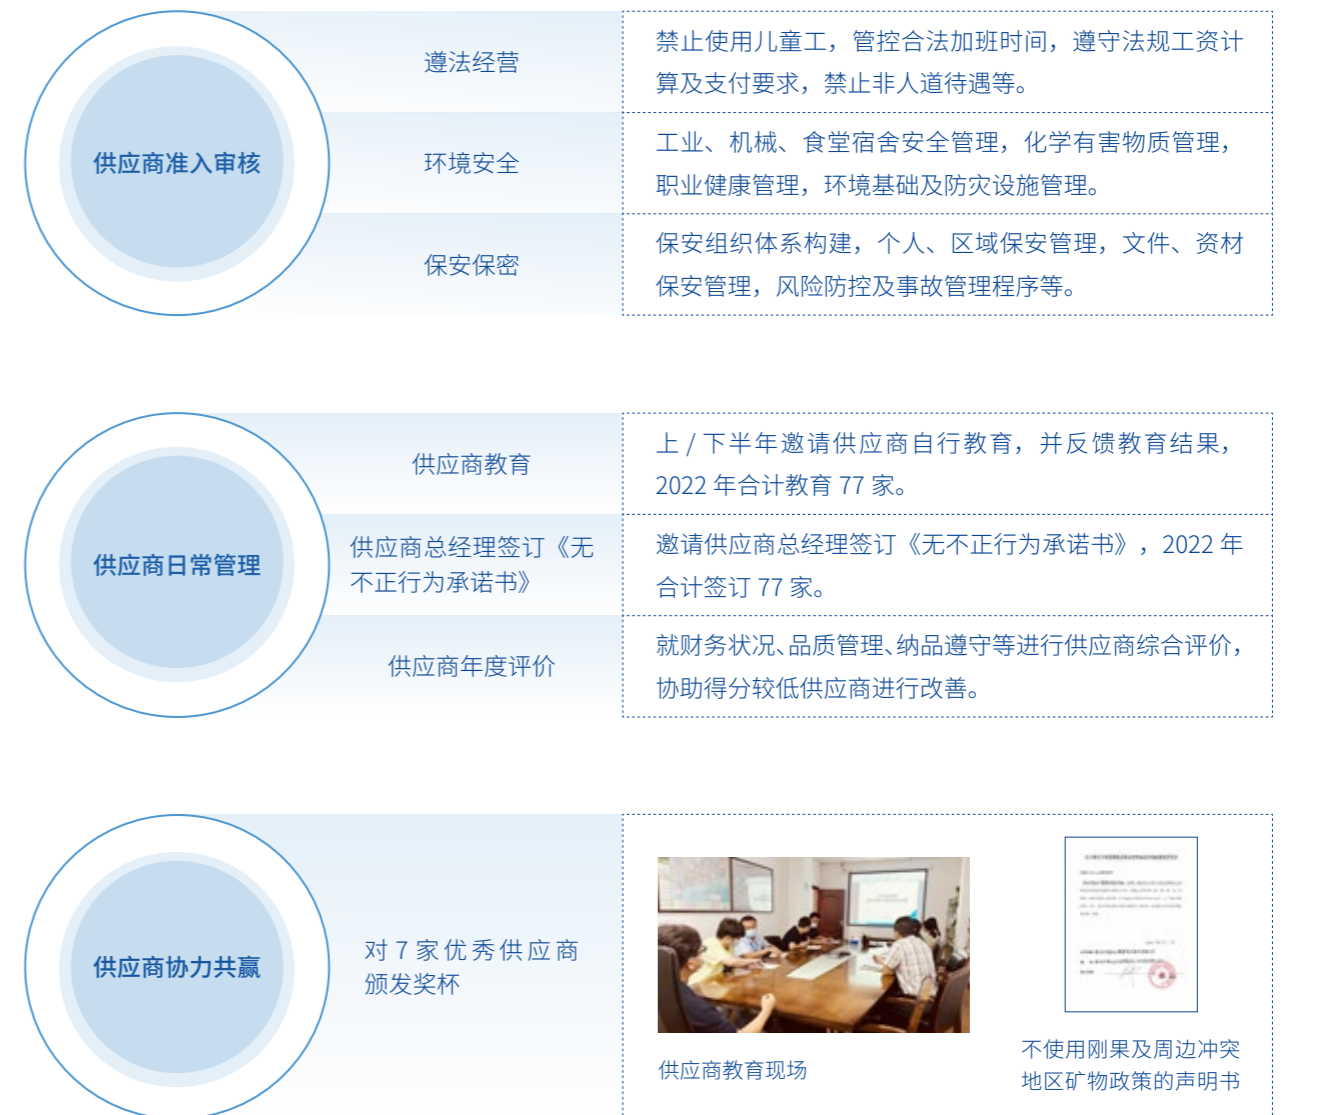 供应商准入审核
遵法经营
禁止使用儿童工，管控合法加班时间，遵守法规工资计
算及支付要求，禁止非人道待遇等。
环境安全
工业、机械、食堂宿舍安全管理，化学有害物质管理，
职业健康管理，环境基础及防灾设施管理。
保安保密
保安组织体系构建，个人、区域保安管理，文件、资材
保安管理，风险防控及事故管理程序等。
供应商日常管理
供应商教育
上 / 下半年邀请供应商自行教育，并反馈教育结果，
2022 年合计教育 77 家。
供应商总经理签订《无
不正行为承诺书》
邀请供应商总经理签订《无不正行为承诺书》，2022 年
合计签订 77 家。
供应商年度评价
就财务状况、品质管理、纳品遵守等进行供应商综合评价，
协助得分较低供应商进行改善。
供应商协力共赢
对 7 家优秀供应商
颁发奖杯
供应商教育现场
不使用刚果及周边冲突
地区矿物政策的声明书